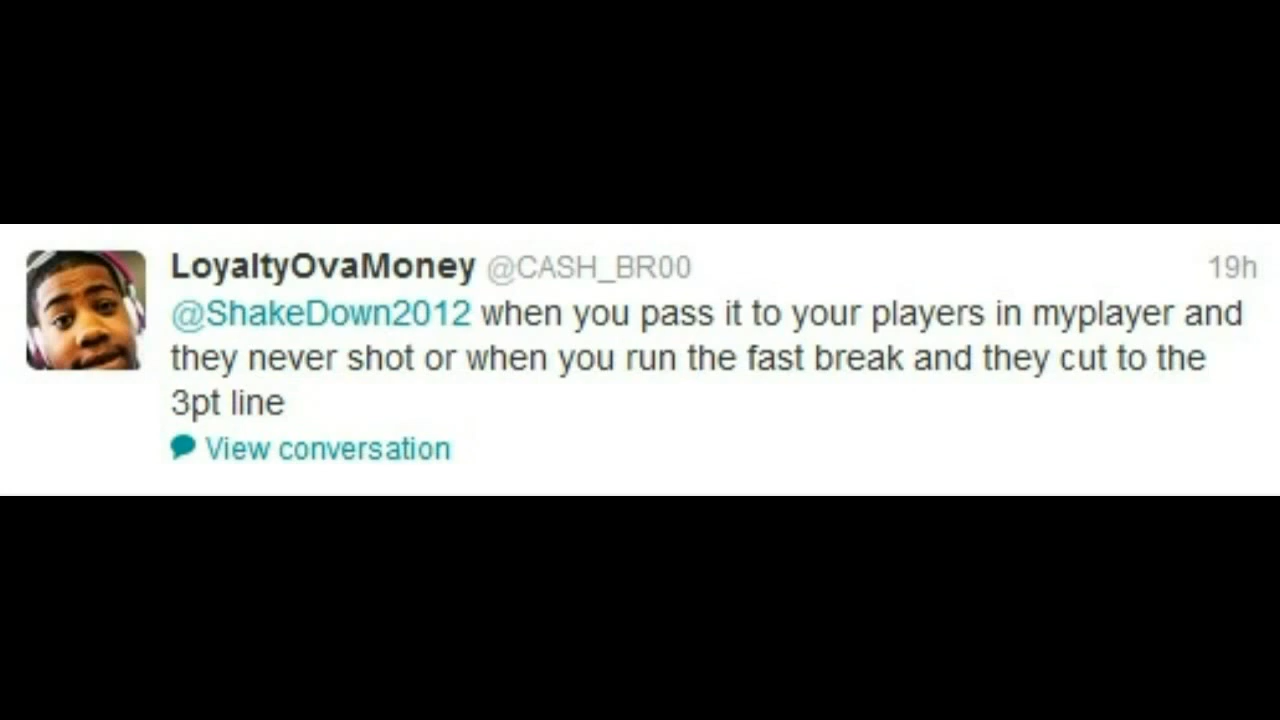 LoyaltyOvaMoney @CASH_BR00 19h
@ShakeDown2012 when you pass it to your players in myplayer and
they never shot or when you run the fast break and they cut to the
3pt line
View conversation